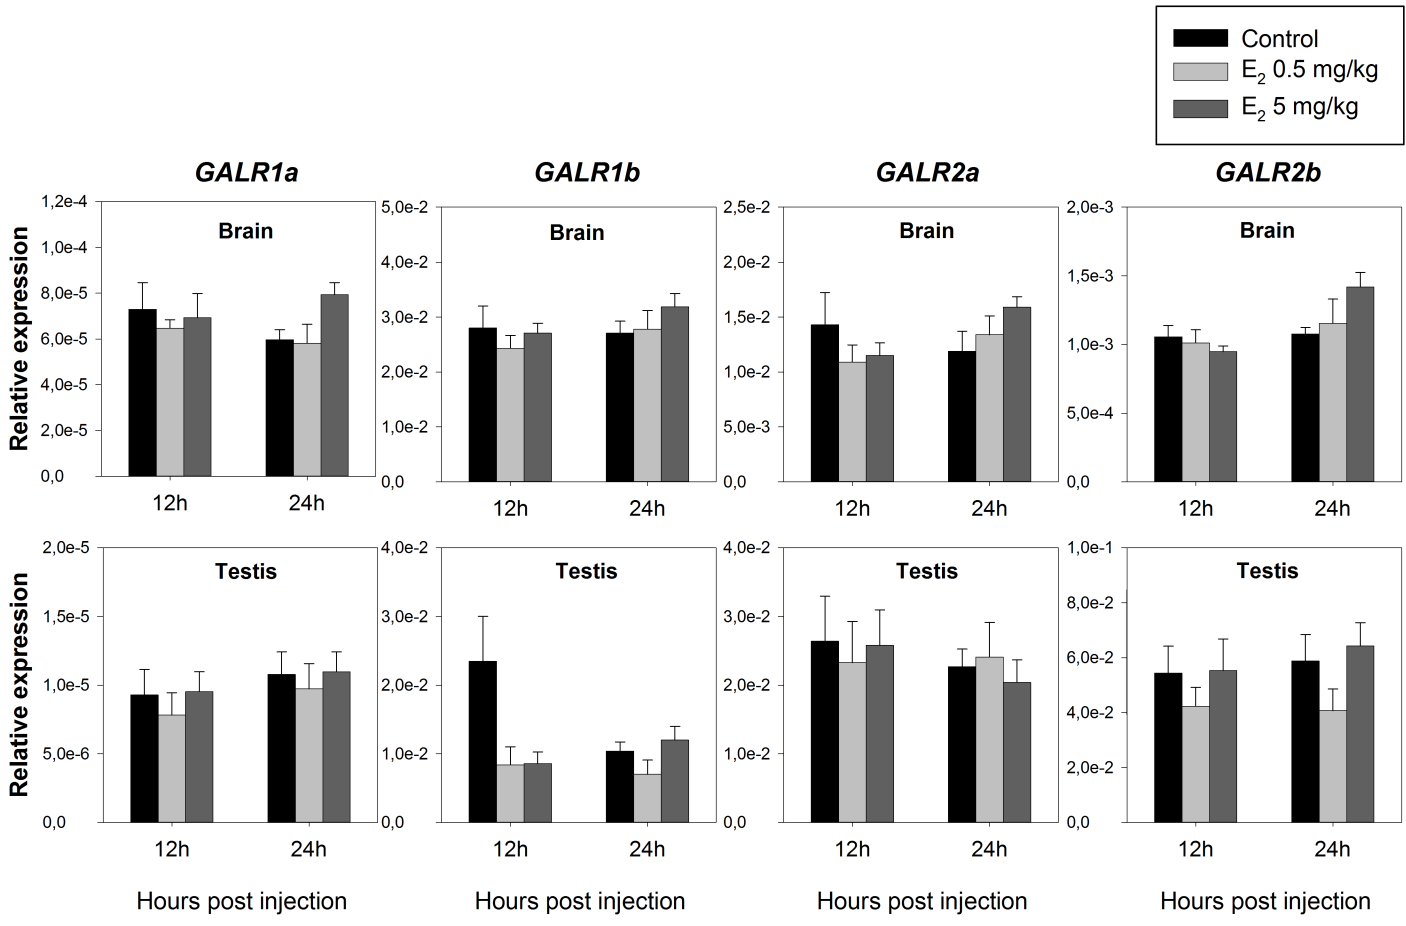 Control
E2 0.5 mg/kg
E2 5 mg/kg
GALR1a GALR1b GALR2a GALR2b
Relative expression
Brain
1,2e-4
1,0e-4
8,0e-5
6,0e-5
4,0e-5
2,0e-5
0,0
12h 24h
Brain
5,0e-2
4,0e-2
3,0e-2
2,0e-2
1,0e-2
0,0
12h 24h
Brain
2,5e-2
2,0e-2
1,5e-2
1,0e-2
5,0e-3
0,0
12h 24h
Brain
2,0e-3
1,5e-3
1,0e-3
5,0e-4
0,0
12h 24h
Relative expression
Testis
2,0e-5
1,5e-5
1,0e-5
5,0e-6
0,0
12h 24h
Hours post injection
Testis
4,0e-2
3,0e-2
2,0e-2
1,0e-2
0,0
12h 24h
Hours post injection
Testis
4,0e-2
3,0e-2
2,0e-2
1,0e-2
0,0
12h 24h
Hours post injection
Testis
1,0e-1
8,0e-2
6,0e-2
4,0e-2
2,0e-2
0,0
12h 24h
Hours post injection